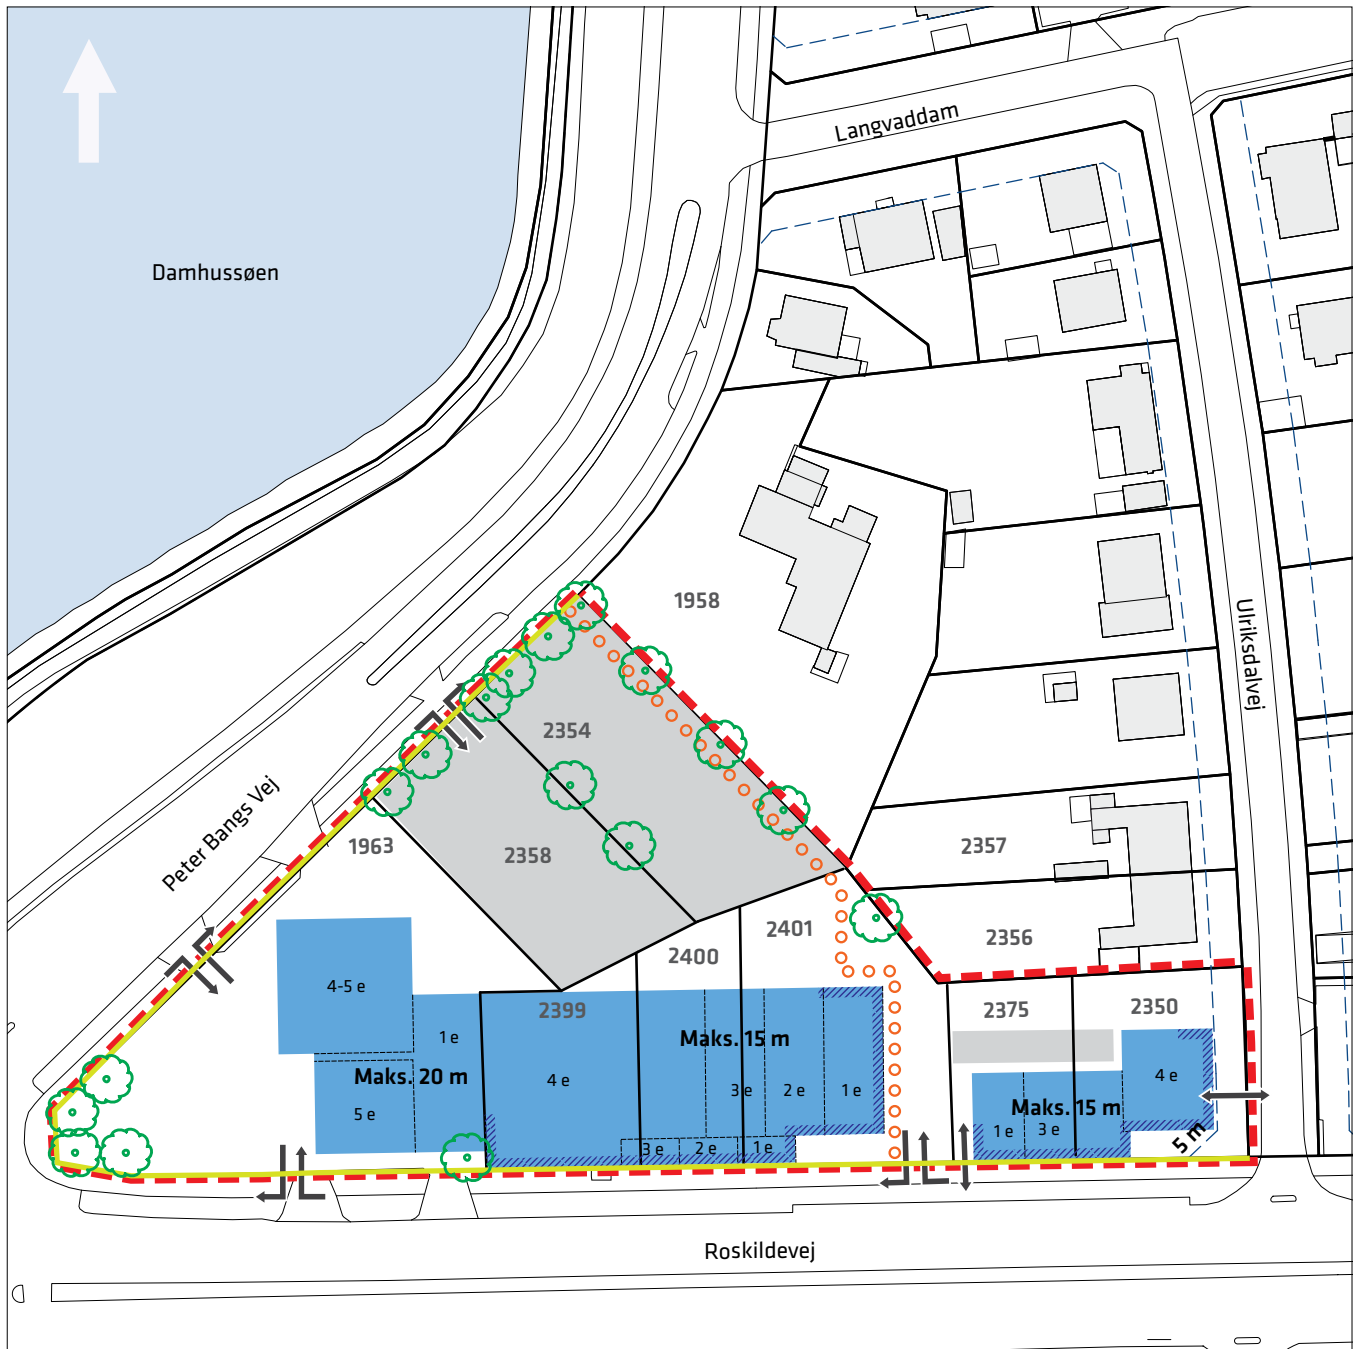 Langvaddam
Damhussøen
1958
Ulriksdalvej
2354
Peter Bangs Vej
1963
2358
2357
2401
2356
2400
4-5 e
2399
2375
2350
1 e
Maks. 15 m
Maks. 20 m
4 e
4 e
5 e
3 e
2 e
1 e
Maks. 15 m
1 e
3 e
3 e
2 e
1 e
5 m
Roskildevej